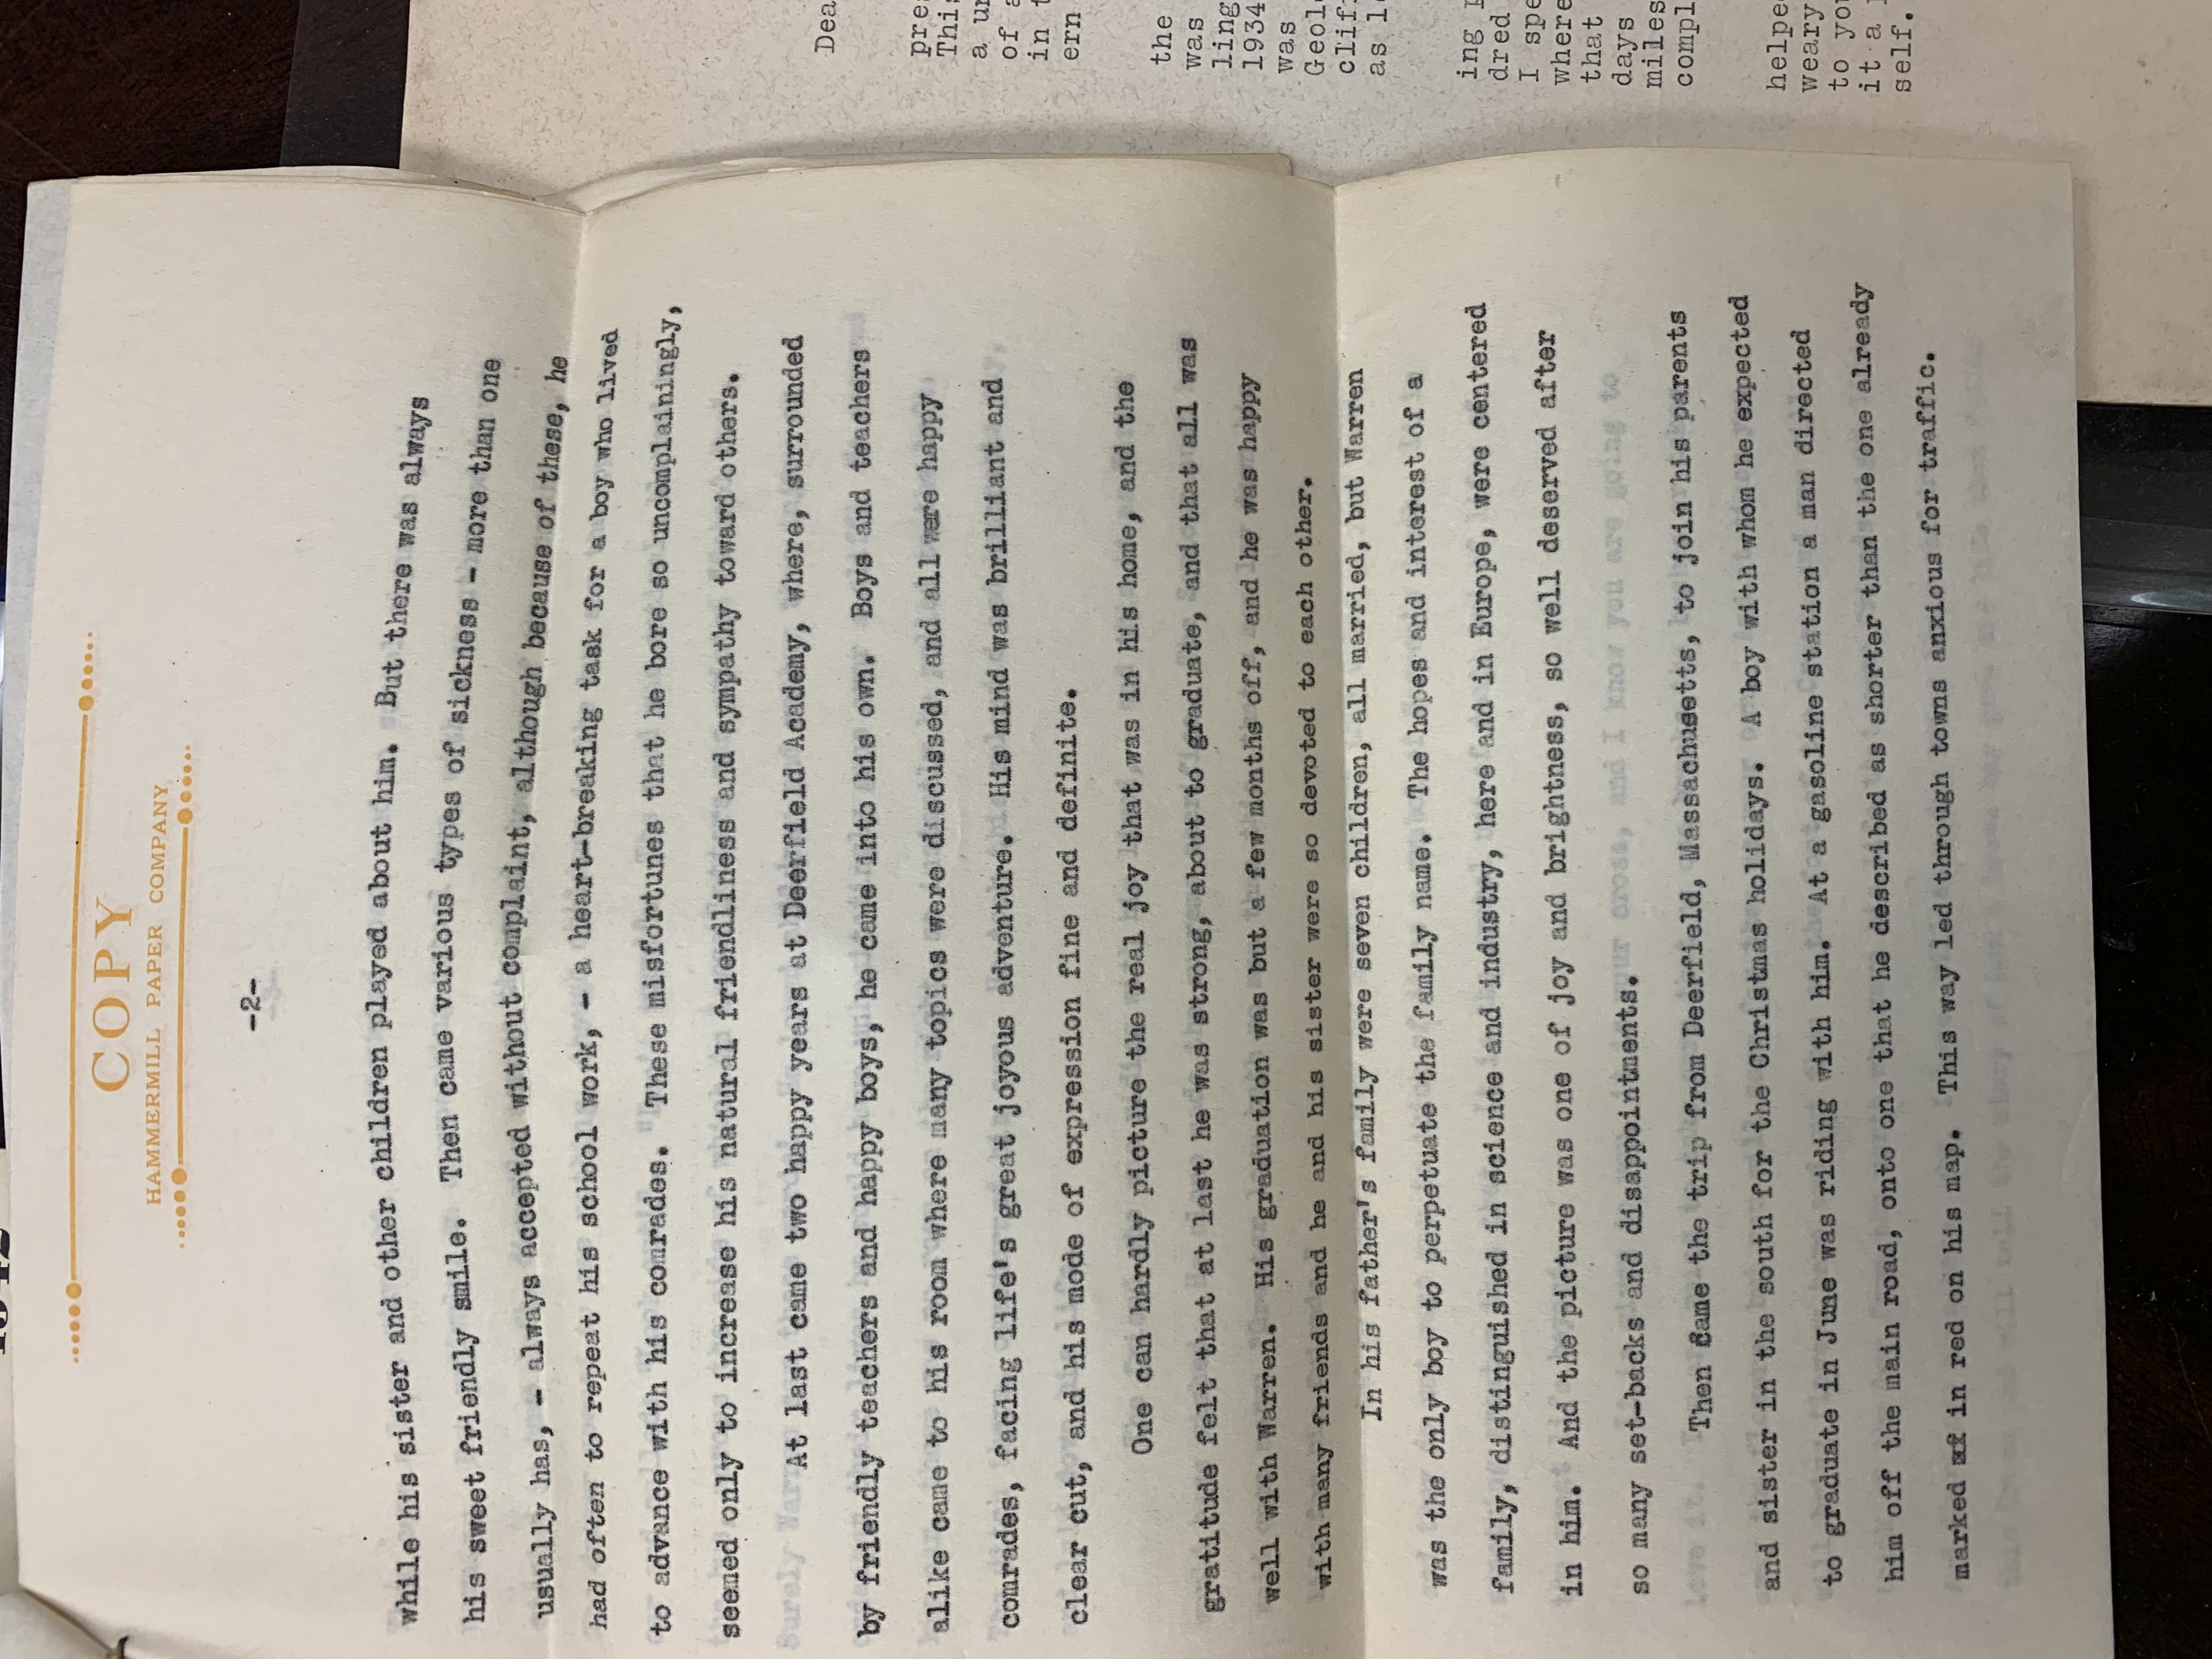 COPY
HAMMERMILL PAPER COMPANY
-2-
while his sister and other children played about him. But there was always
his sweet friendly smile. Then came various types of sickness - more than one
usually has, - always accepted without complaint, although because of these, he
had often to repeat his school work, - a heart-breaking task for a boy who lived
to advance with his comrades. These misfortunes that he bore so uncomplainingly,
seemed only to increase his natural friendliness and sympathy toward others.
At last came two happy years at Deerfield Academy, where, surrounded
by friendly teachers and happy boys, he came into his own. Boys and teachers
alike came to his room where many topics were discussed, and all were happy
comrades, facing life's great joyous adventure. His mind was brilliant and
clear cut, and his mode of expression fine and definite.
One can hardly picture the real joy that was in his home, and the
gratitude felt that at last he was strong, about to graduate, and that all was
well with Warren. His graduation was but a few months off, and he was happy
with many friends and he and his sister were so devoted to each other.
In his father's family were seven children, all married, but Warren
was the only boy to perpetuate the family name. The hopes and interest of a
family, distinguished in science and industry, here and in Europe, were centered
in him. And the picture was one of joy and brightness, so well deserved after
so many set-backs and disappointments.
Then came the trip from Deerfield, Massachusetts, to join his parents
and sister in the south for the Christmas holidays. A boy with whom he expected
to graduate in June was riding with him. At a gasoline station a man directed
him off the main road, onto one that he described as shorter than the one already
marked in red on his map. This way led through towns anxious for traffic.
Dea
pres
This
a un
of a
in t
ern
the
was
ling
1934
was
Geol
clif
as l
ing p
dred
I spe
where
that
days
miles
compl
helpe
weary
to you
it a
self.